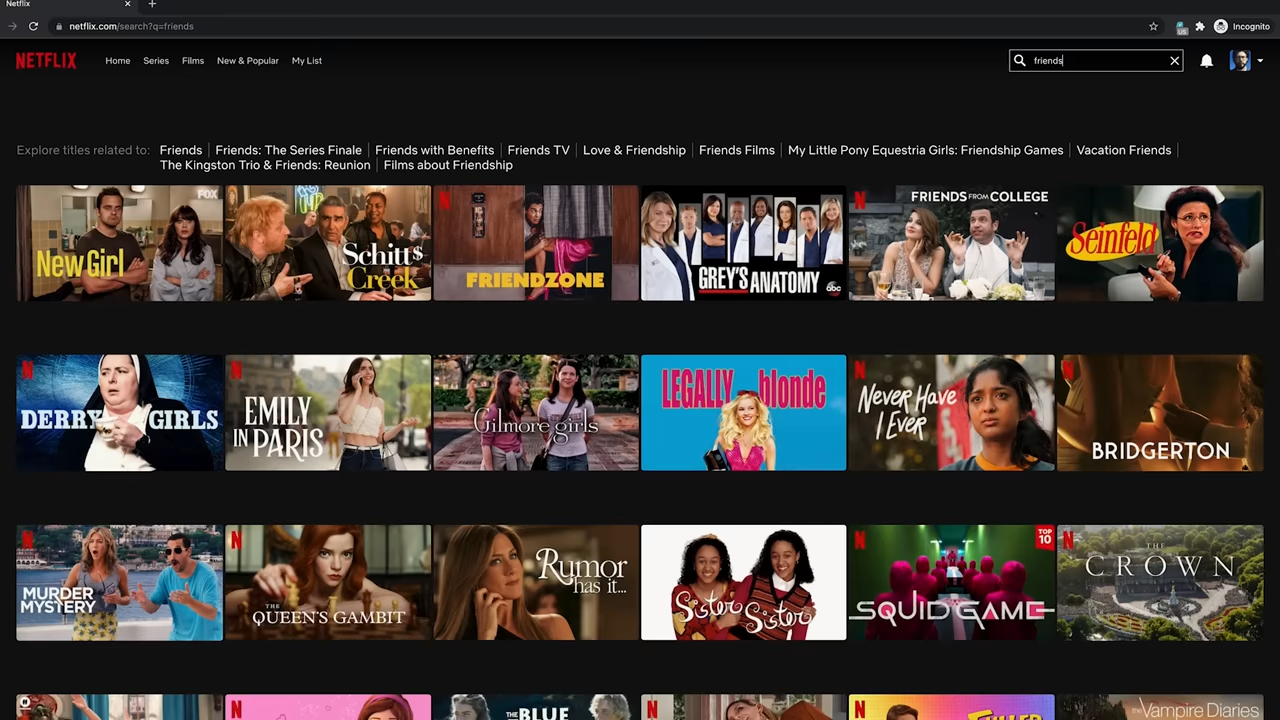 Netflix
netflix.com/search?q=friends
US
Incognito
NETFLIX
Home
Series
Films
New & Popular
My List
friends
Explore titles related to:
Friends
Friends: The Series Finale
Friends with Benefits
Friends TV
Love & Friendship
Friends Films
My Little Pony Equestria Girls: Friendship Games
Vacation Friends
The Kingston Trio & Friends: Reunion
Films about Friendship
New Girl
FOX
Schitt$
Creek
N
FRIENDZONE
GREY'S ANATOMY
abc
N
FRIENDS FROM COLLEGE
Seinfeld
N
DERRY GIRLS
N
EMILY
IN PARIS
Gilmore girls
LEGALLY blonde
N
Never Have
I Ever
N
BRIDGERTON
N
MURDER
MYSTERY
N
THE
QUEEN'S GAMBIT
Rumor
has it...
Sister Sister
N
TOP
10
SQUID GAME
N
THE
CROWN
N
N
THE BLUE
N
N
FULLER
the Vampire Diaries